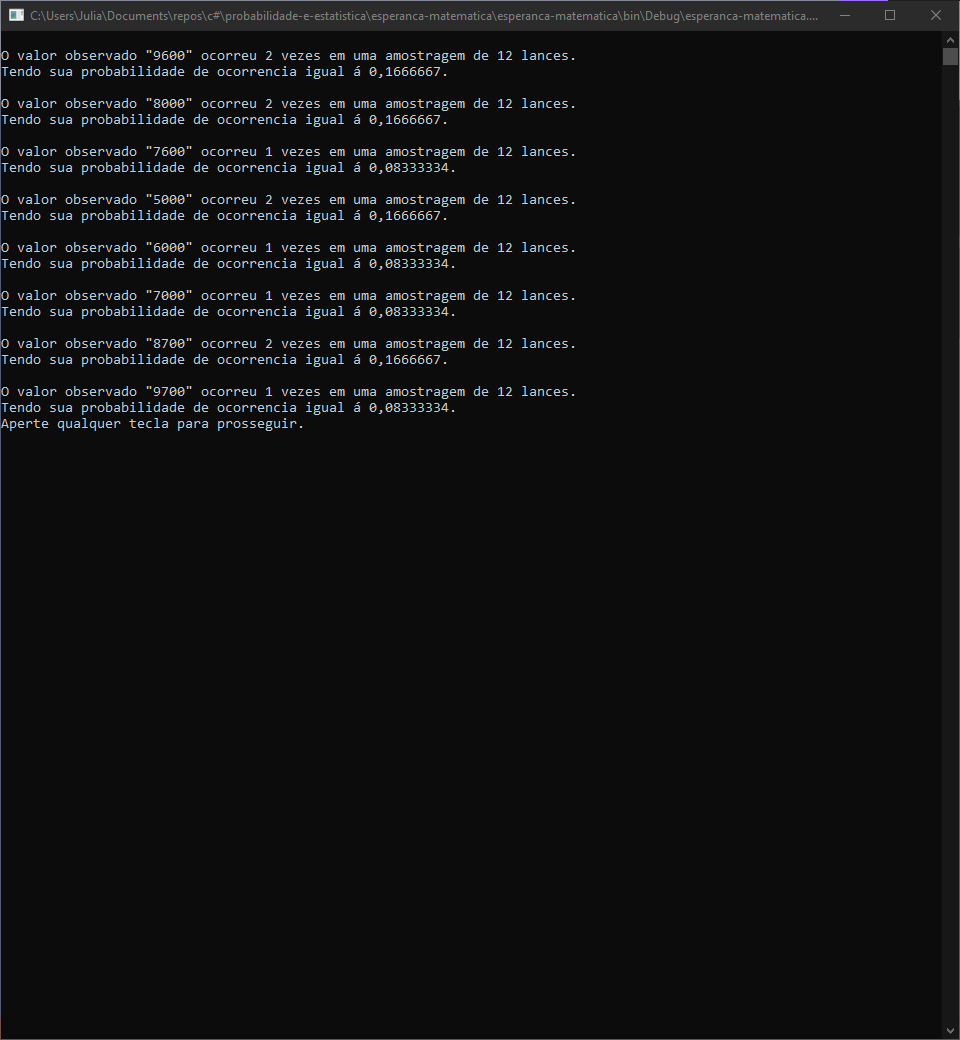 C:\Users\Julia\Documents\repos\c#\probabilidade-e-estatistica\esperanca-matematica\esperanca-matematica\bin\Debug\esperanca-matematica....
O valor observado "9600" ocorreu 2 vezes em uma amostragem de 12 lances.
Tendo sua probabilidade de ocorrencia igual á 0,1666667.
O valor observado "8000" ocorreu 2 vezes em uma amostragem de 12 lances.
Tendo sua probabilidade de ocorrencia igual á 0,1666667.
O valor observado "7600" ocorreu 1 vezes em uma amostragem de 12 lances.
Tendo sua probabilidade de ocorrencia igual á 0,08333334.
O valor observado "5000" ocorreu 2 vezes em uma amostragem de 12 lances.
Tendo sua probabilidade de ocorrencia igual á 0,1666667.
O valor observado "6000" ocorreu 1 vezes em uma amostragem de 12 lances.
Tendo sua probabilidade de ocorrencia igual á 0,08333334.
O valor observado "7000" ocorreu 1 vezes em uma amostragem de 12 lances.
Tendo sua probabilidade de ocorrencia igual á 0,08333334.
O valor observado "8700" ocorreu 2 vezes em uma amostragem de 12 lances.
Tendo sua probabilidade de ocorrencia igual á 0,1666667.
O valor observado "9700" ocorreu 1 vezes em uma amostragem de 12 lances.
Tendo sua probabilidade de ocorrencia igual á 0,08333334.
Aperte qualquer tecla para prosseguir.